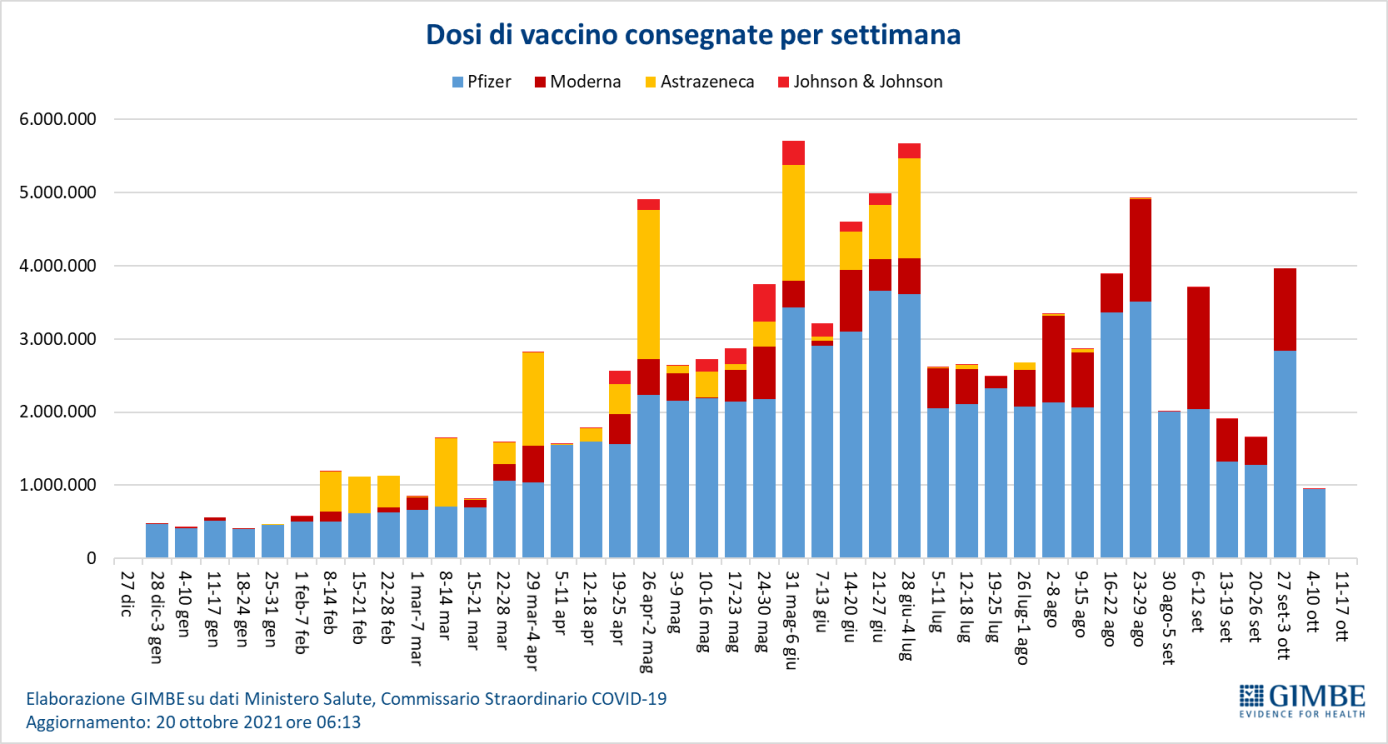 Dosi di vaccino consegnate per settimana
Pfizer Moderna Astrazeneca Johnson & Johnson
6.000.000
5.000.000
4.000.000
3.000.000
2.000.000
1.000.000
0
27 dic
28 dic-3 gen
4-10 gen
11-17 gen
18-24 gen
25-31 gen
1 feb-7 feb
8-14 feb
15-21 feb
22-28 feb
1 mar-7 mar
8-14 mar
15-21 mar
22-28 mar
29 mar-4 apr
5-11 apr
12-18 apr
19-25 apr
26 apr-2 mag
3-9 mag
10-16 mag
17-23 mag
24-30 mag
31 mag-6 giu
7-13 giu
14-20 giu
21-27 giu
28 giu-4 lug
5-11 lug
12-18 lug
19-25 lug
26 lug-1 ago
2-8 ago
9-15 ago
16-22 ago
23-29 ago
30 ago-5 set
6-12 set
13-19 set
20-26 set
27 set-3 ott
4-10 ott
11-17 ott
Elaborazione GIMBE su dati Ministero Salute, Commissario Straordinario COVID-19
Aggiornamento: 20 ottobre 2021 ore 06:13
GIMBE
EVIDENCE FOR HEALTH